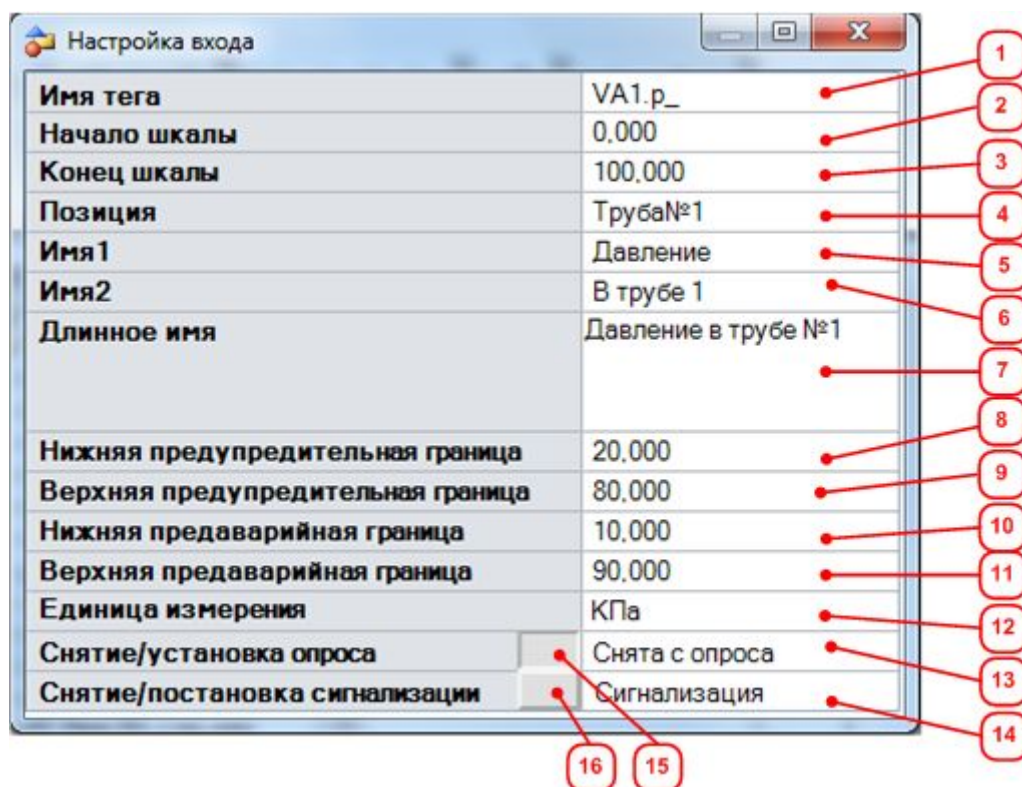 Настройка входа
Имя тега VA1.p_ 1
Начало шкалы 0,000 2
Конец шкалы 100,000 3
Позиция Труба№1 4
Имя1 Давление 5
Имя2 В трубе 1 6
Длинное имя Давление в трубе №1 7
Нижняя предупредительная граница 20,000 8
Верхняя предупредительная граница 80,000 9
Нижняя предаварийная граница 10,000 10
Верхняя предаварийная граница 90,000 11
Единица измерения КПа 12
Снятие/установка опроса Снята с опроса 13
Снятие/постановка сигнализации Сигнализация 14
16 15